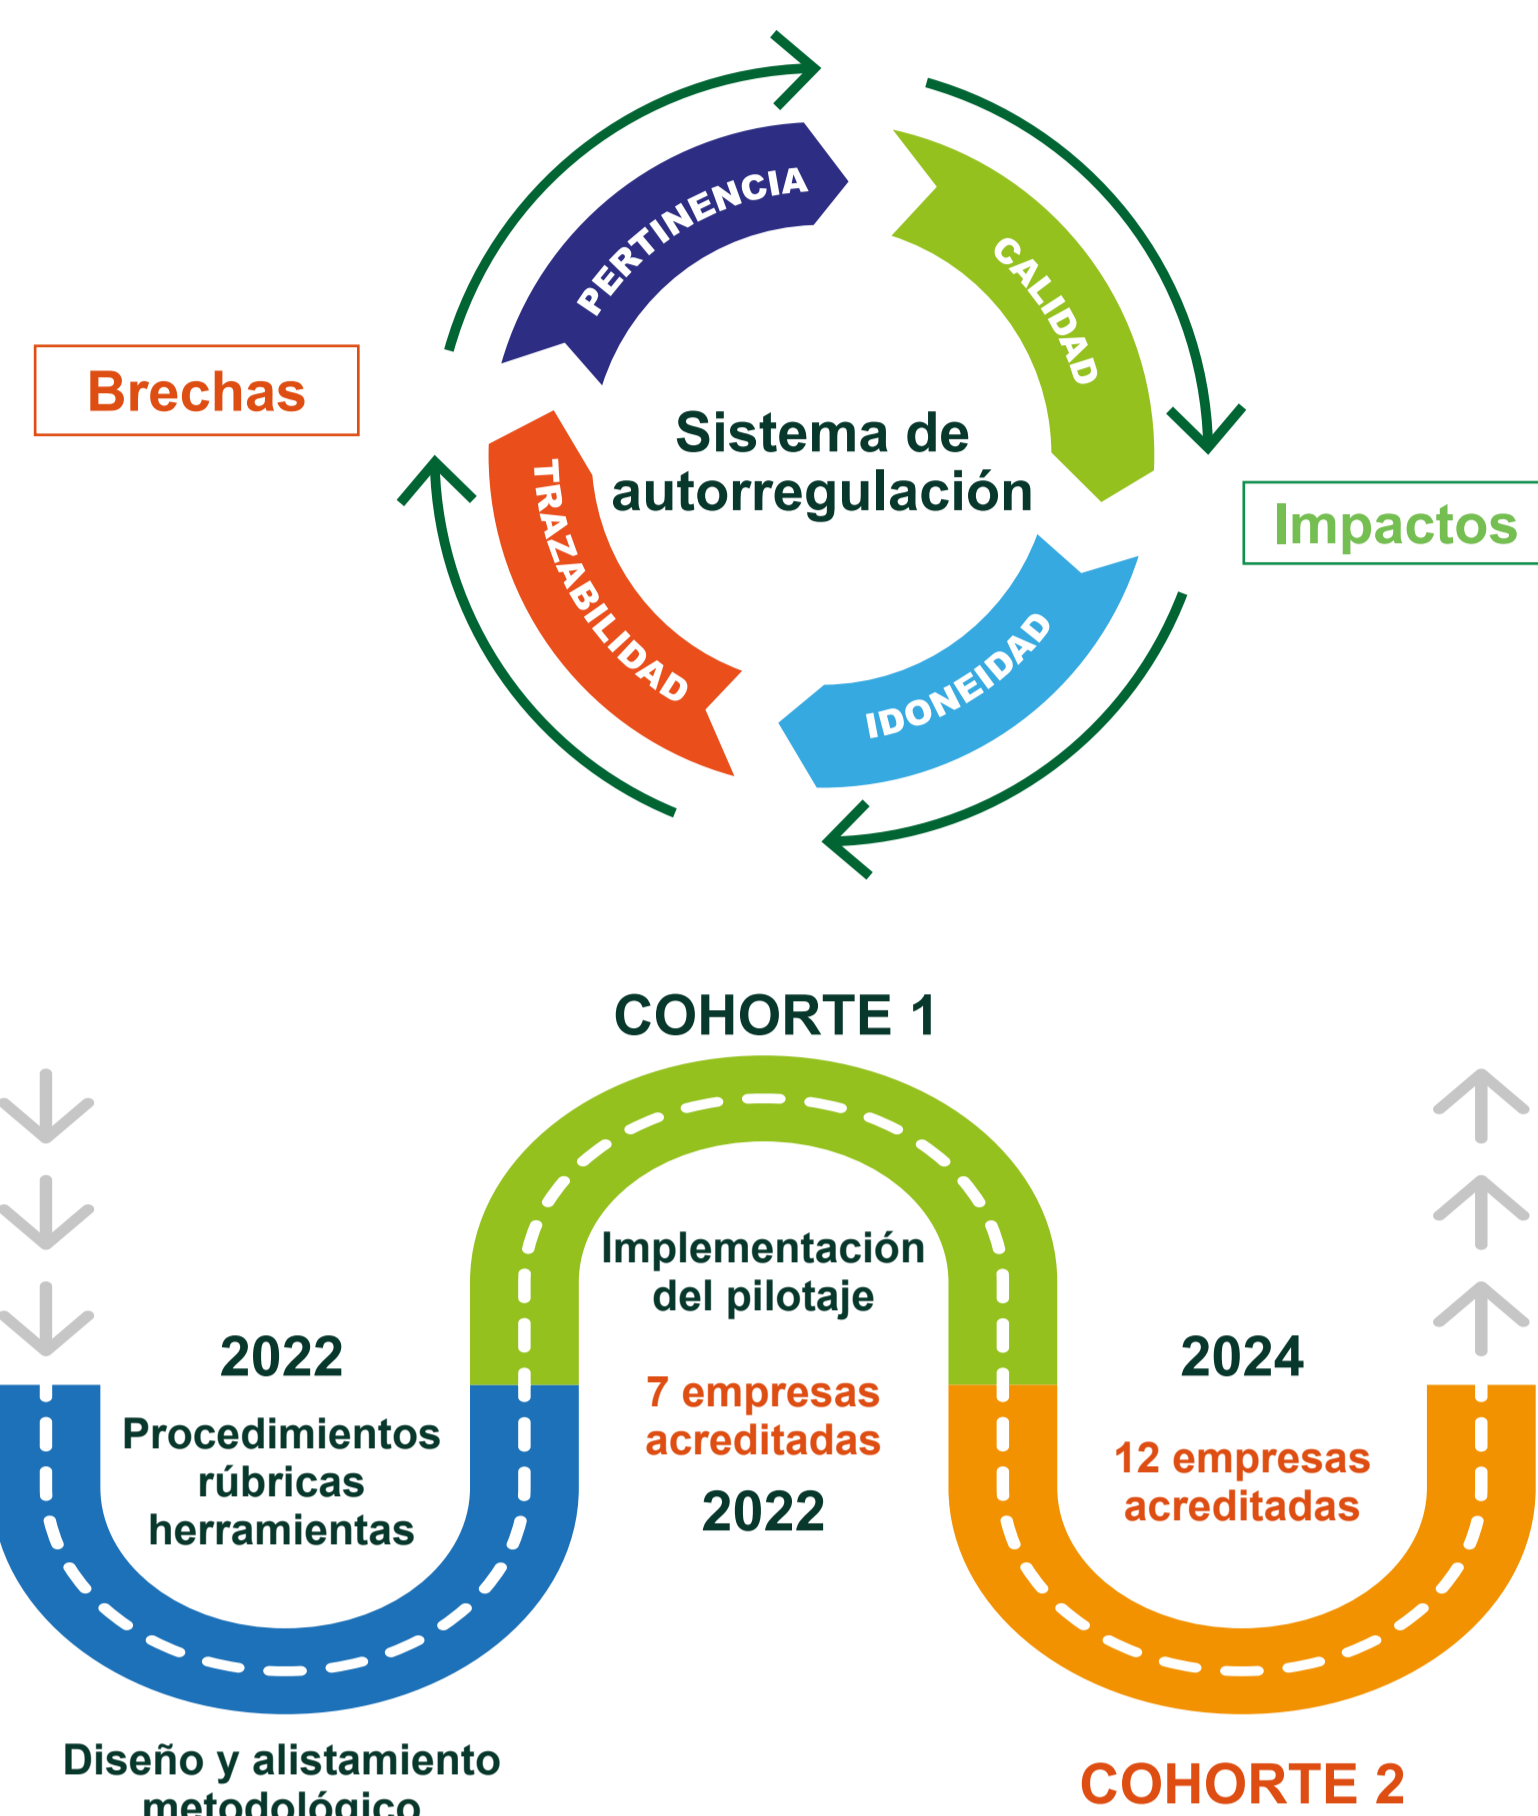 PERTINENCIA
CALIDAD
Brechas
Sistema de
autorregulación
TRAZABILIDAD
Impactos
IDONEIDAD
COHORTE 1
2022
Procedimientos
rúbricas
herramientas
Diseño y alistamiento
metodológico
Implementación
del pilotaje
7 empresas
acreditadas
2022
2024
12 empresas
acreditadas
COHORTE 2